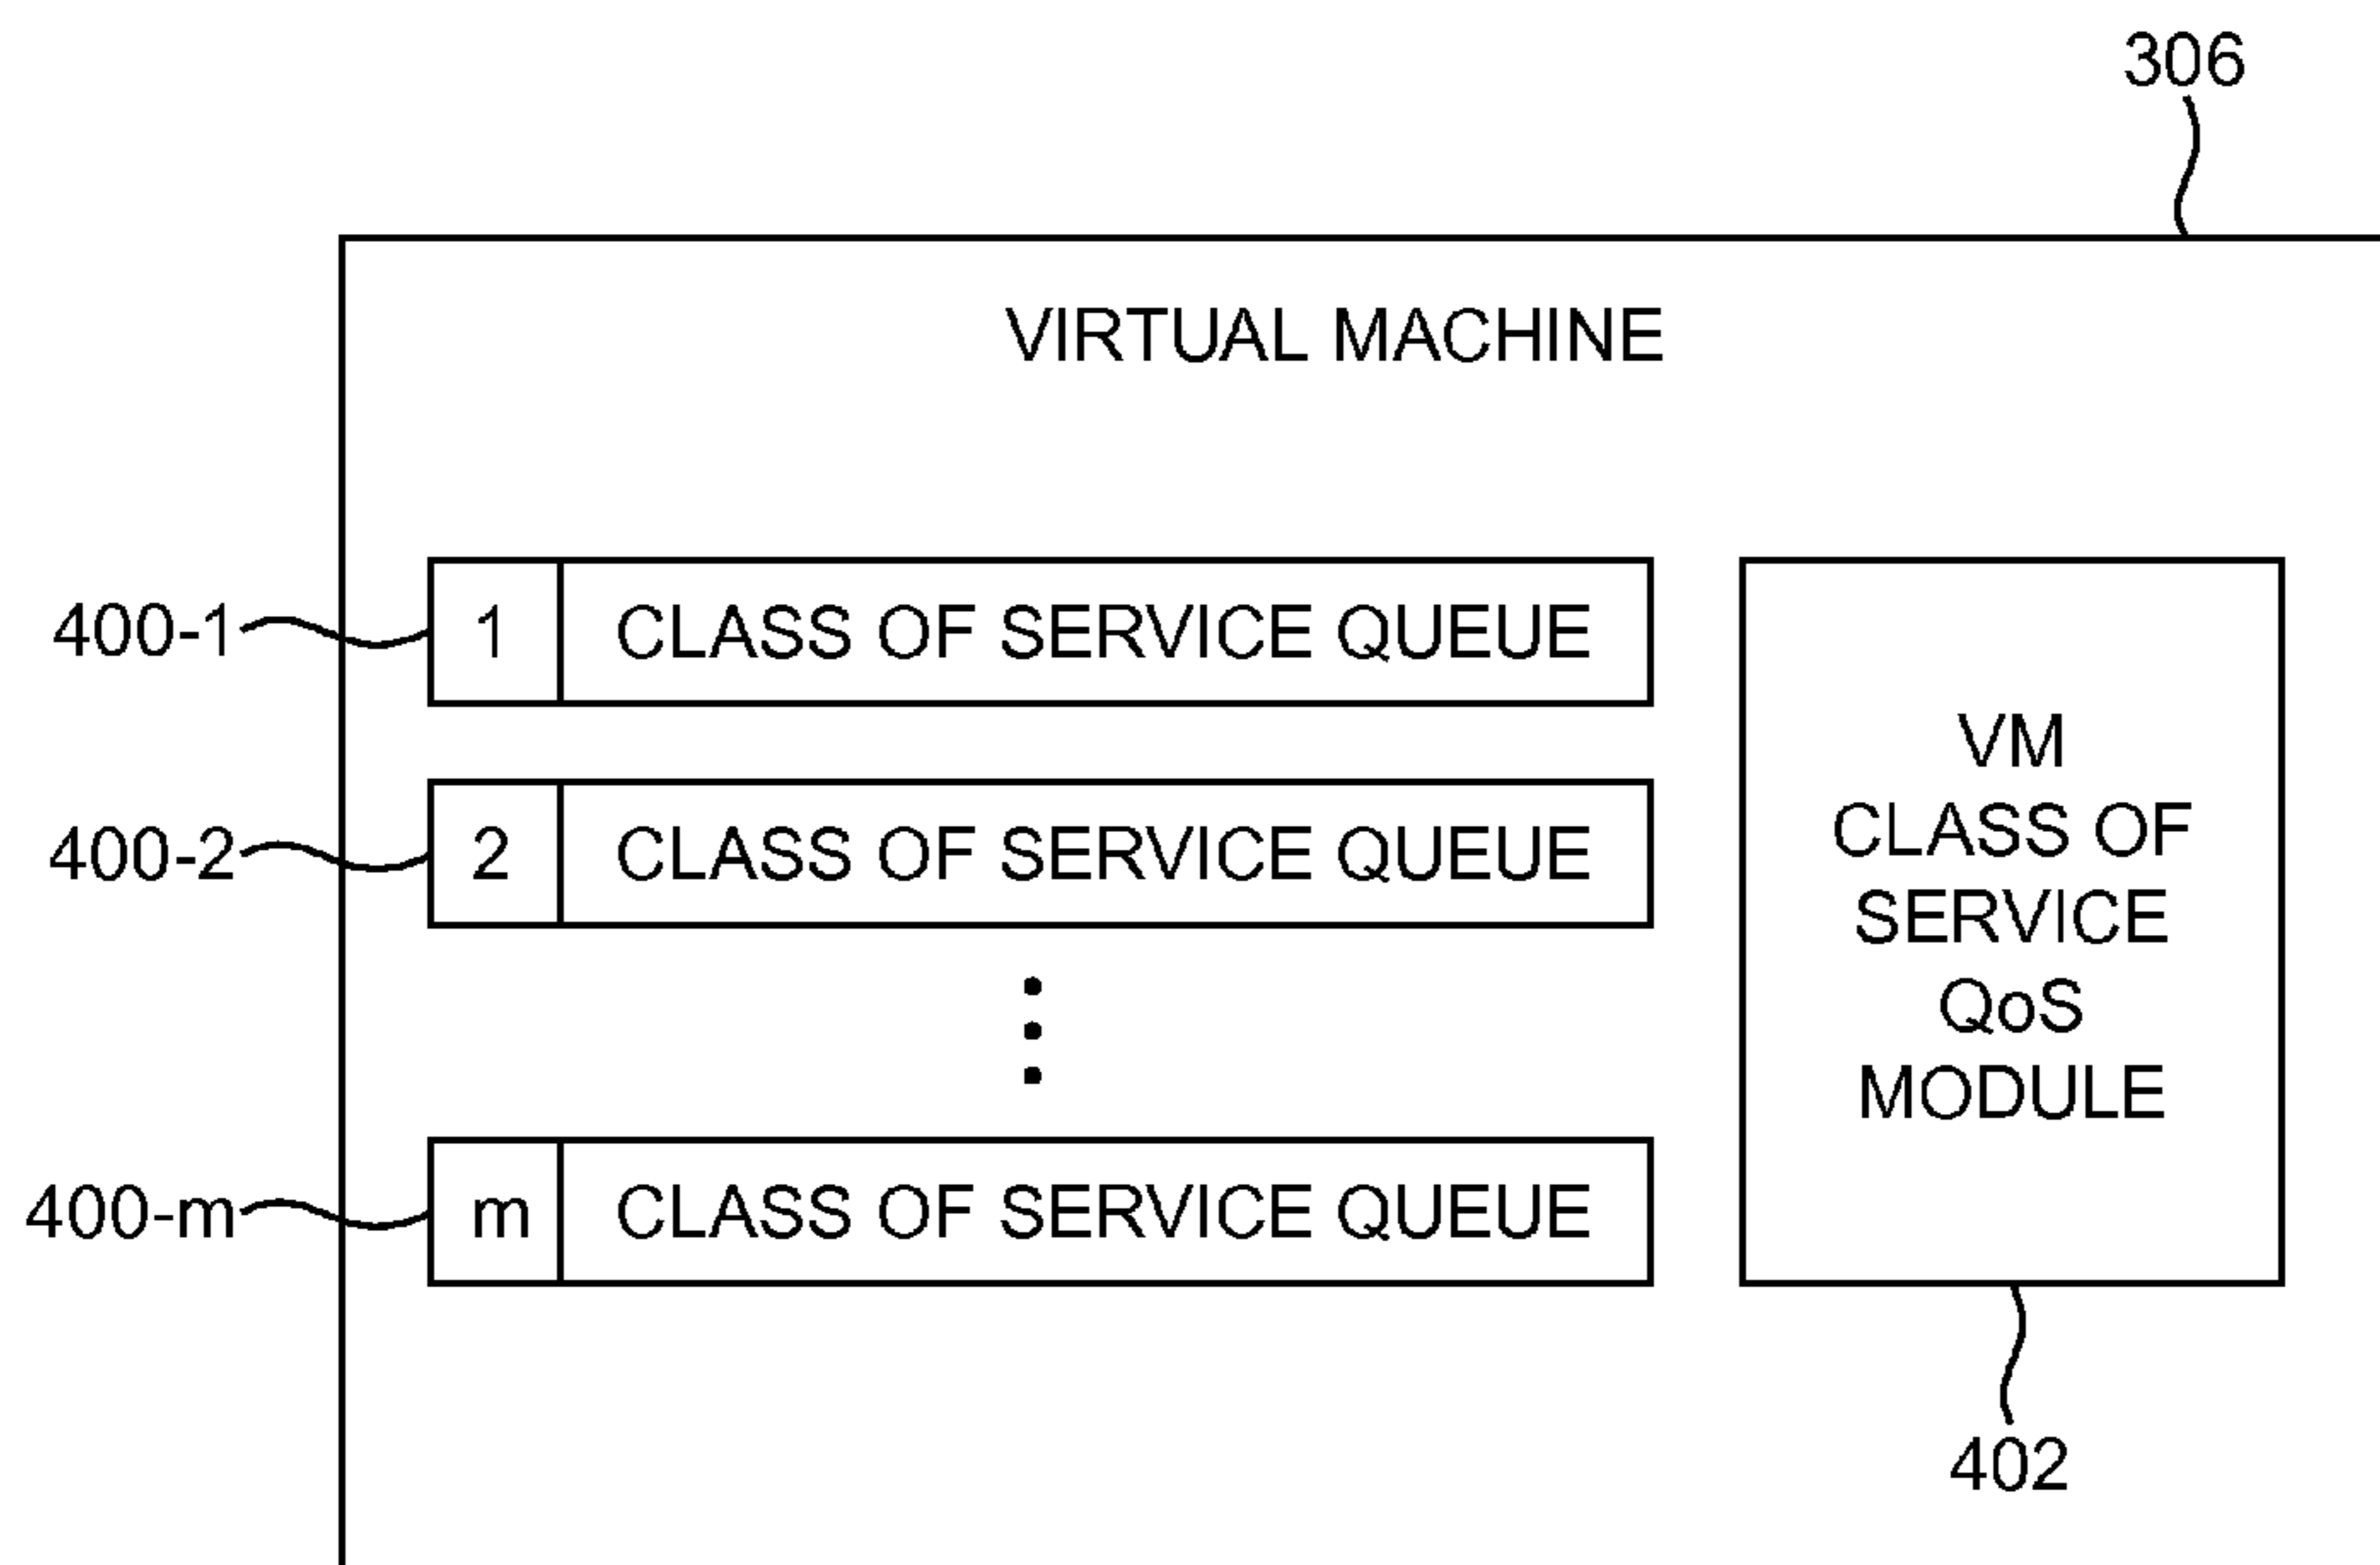 306
VIRTUAL MACHINE
400-1
1
CLASS OF SERVICE QUEUE
400-2
2
CLASS OF SERVICE QUEUE
400-m
m
CLASS OF SERVICE QUEUE
VM
CLASS OF
SERVICE
QoS
MODULE
402